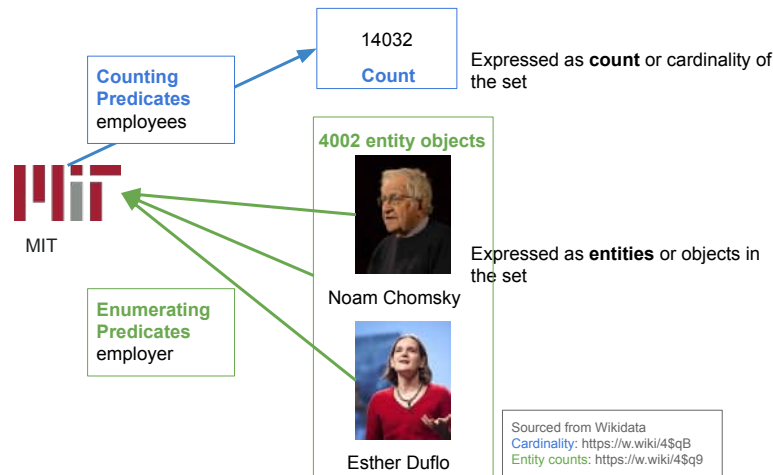 14032
Count
Expressed as count or cardinality of
the set
Counting
Predicates
employees
4002 entity objects
MiT
MIT
Noam Chomsky
Expressed as entities or objects in
the set
Enumerating
Predicates
employer
Esther Duflo
Sourced from Wikidata
Cardinality: https://w.wiki/4$qB
Entity counts: https://w.wiki/4$q9